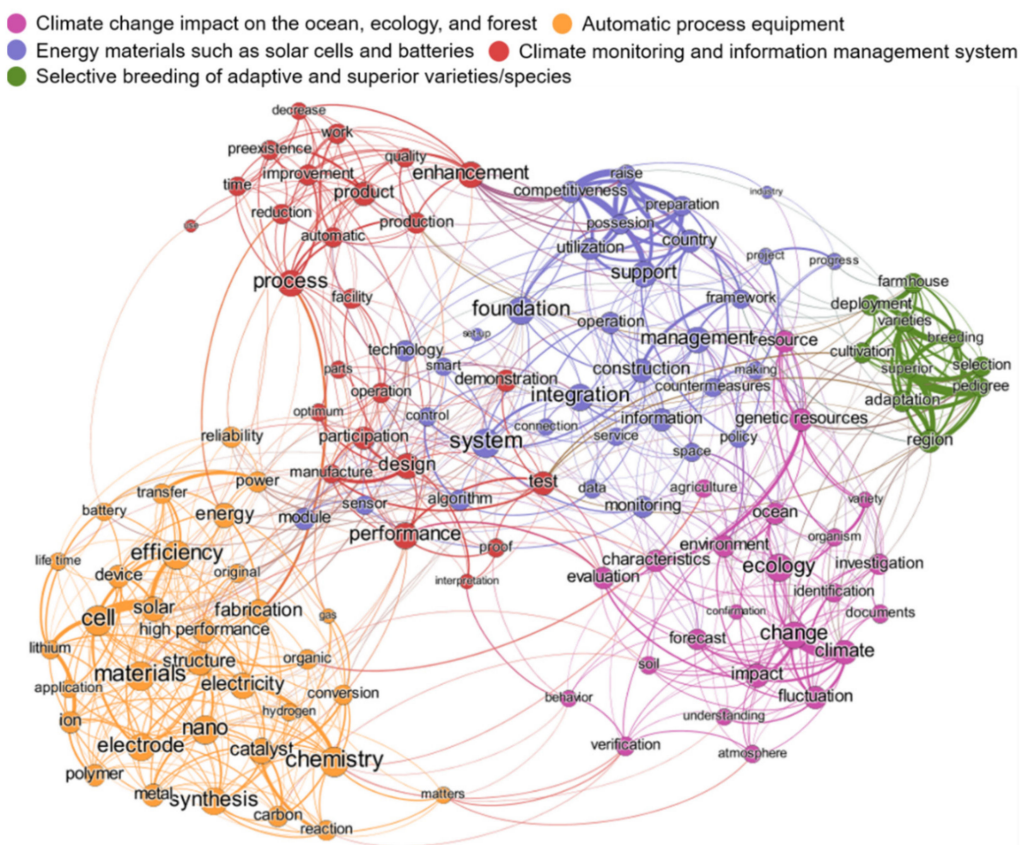 Climate change impact on the ocean, ecology, and forest Automatic process equipment
Energy materials such as solar cells and batteries Climate monitoring and information management system
Selective breeding of adaptive and superior varieties/species
decrease
work
preexistence
quality
improvement
enhancement
time
product
reduction
production
automatic
process
facility
raise
competitiveness
industry
preparation
possesion
utilization
country
support
project
progress
framework
foundation
operation
set-up
management
resource
technology
smart
construction
making
demonstration
countermeasures
integration
farmhouse
deployment
varieties
breeding
cultivation
superior
selection
pedigree
adaptation
region
parts
operation
optimum
control
connection
information
genetic resources
participation
system
service
policy
space
reliability
design
manufacture
test
data
agriculture
power
transfer
battery
energy
module
sensor
algorithm
monitoring
variety
ocean
performance
proof
interpretation
organism
environment
characteristics
ecology
investigation
evaluation
identification
documents
confirmation
efficiency
life time
device
original
cell
solar
fabrication
gas
high performance
lithium
structure
organic
materials
electricity
application
conversion
hydrogen
ion
nano
electrode
catalyst
chemistry
polymer
metal
synthesis
carbon
reaction
matters
forecast
change
climate
soil
impact
fluctuation
behavior
understanding
verification
atmosphere